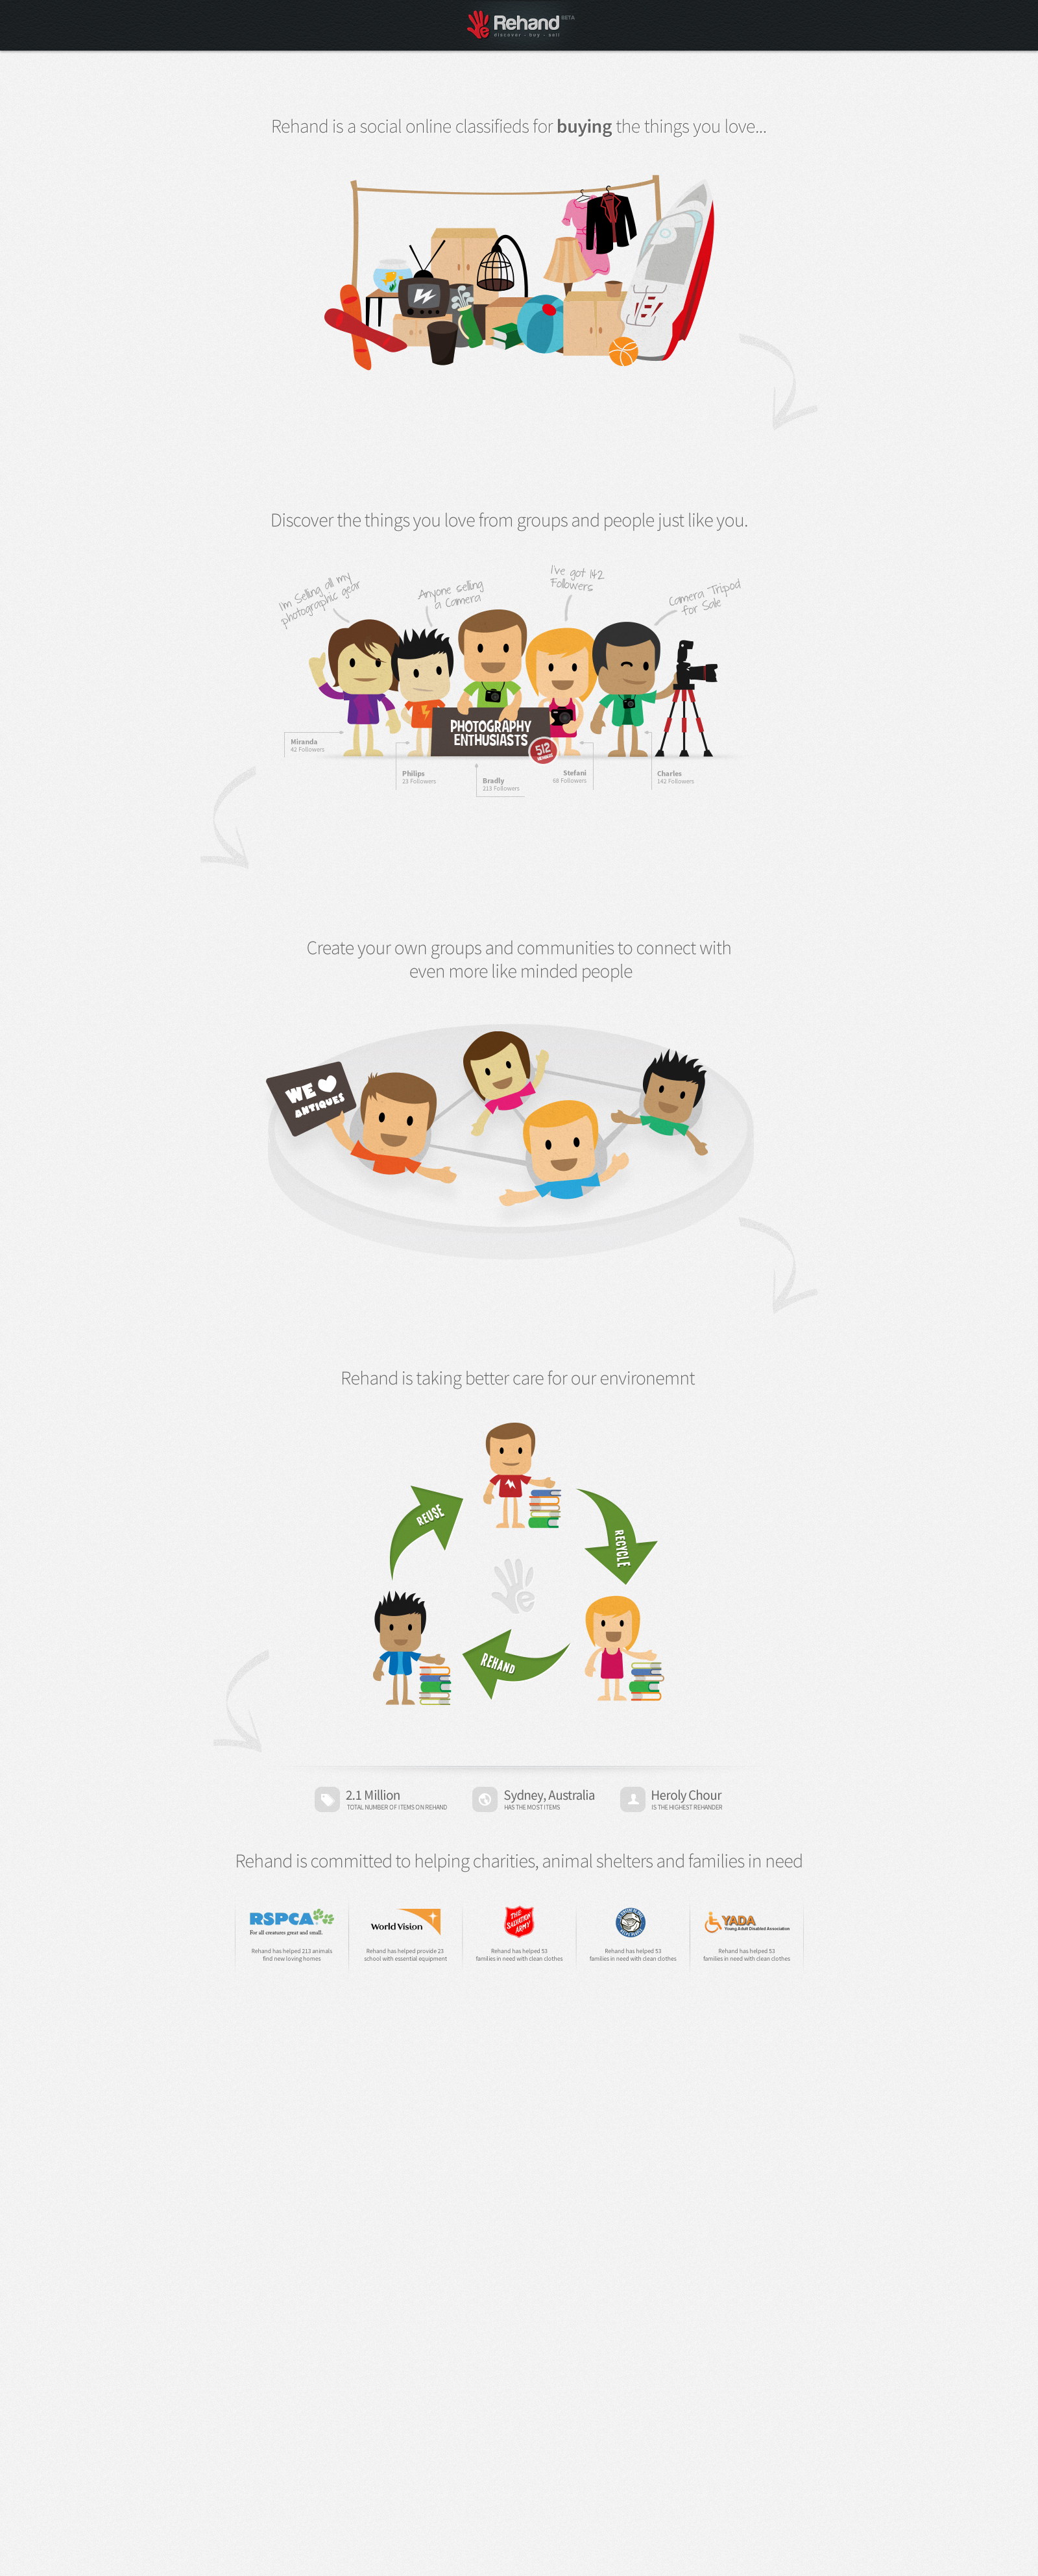 Rehand BETA
discover - buy - sell
Rehand is a social online classifieds for buying the things you love...
Discover the things you love from groups and people just like you.
I'm Selling all my
photographic gear
Anyone selling
a Camera
I've got 142
Followers
Camera Tripod
for Sale
PHOTOGRAPHY
ENTHUSIASTS
512
MEMBERS
Miranda
42 Followers
Philips
23 Followers
Bradly
213 Followers
Stefani
68 Followers
Charles
142 Followers
Create your own groups and communities to connect with
even more like minded people
WE
ANTIQUES
Rehand is taking better care for our environemnt
REUSE
RECYCLE
REHAND
2.1 Million
TOTAL NUMBER OF ITEMS ON REHAND
Sydney, Australia
HAS THE MOST ITEMS
Heroly Chour
IS THE HIGHEST REHANDER
Rehand is committed to helping charities, animal shelters and families in need
RSPCA
For all creatures great and small.
Rehand has helped 213 animals
find new loving homes
World Vision
Rehand has helped provide 23
school with essential equipment
THE
SALVATION
ARMY
Rehand has helped 53
families in need with clean clothes
Rehand has helped 53
families in need with clean clothes
YADA
Young Adult Disabled Association
Rehand has helped 53
families in need with clean clothes